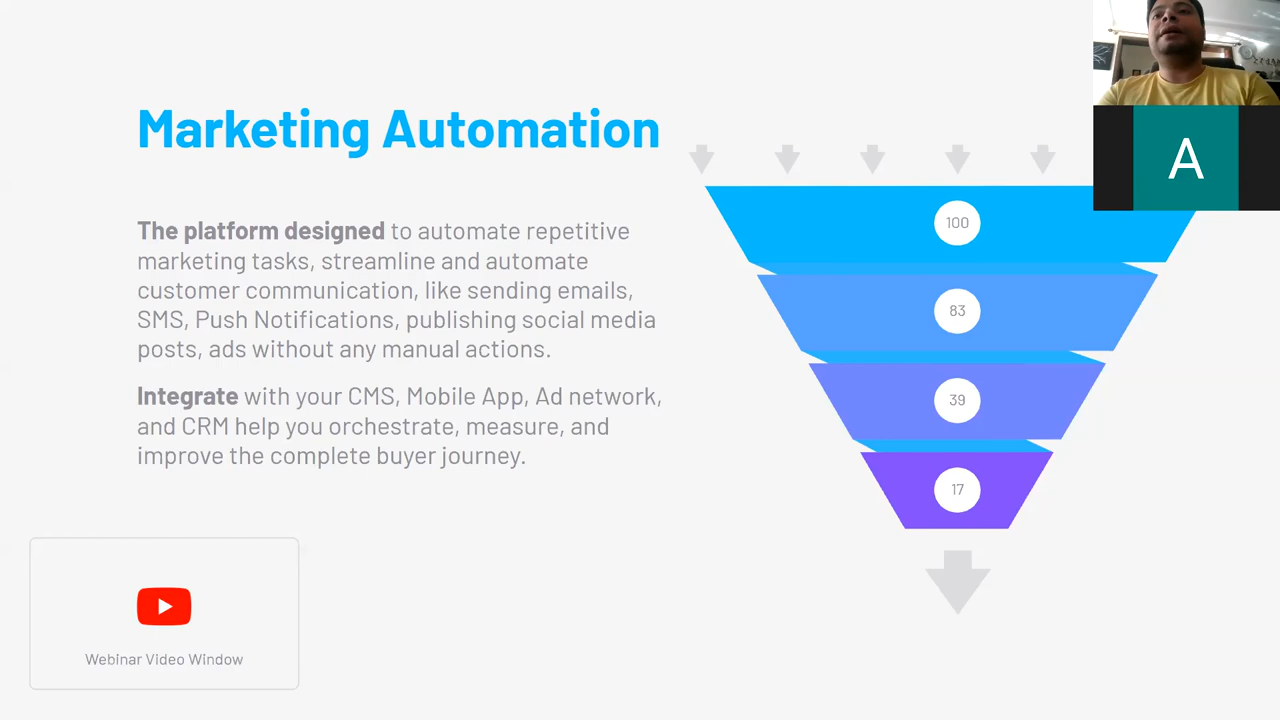 Marketing Automation
The platform designed to automate repetitive
marketing tasks, streamline and automate
customer communication, like sending emails,
SMS, Push Notifications, publishing social media
posts, ads without any manual actions.
Integrate with your CMS, Mobile App, Ad network,
and CRM help you orchestrate, measure, and
improve the complete buyer journey.
100
83
39
17
A
Webinar Video Window